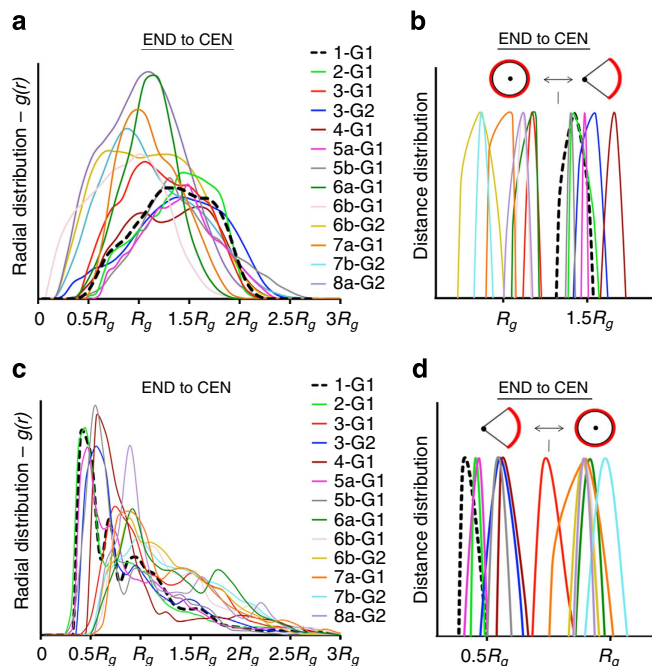 a
END to CEN
Radial distribution – g(r)
1-G1
2-G1
3-G1
3-G2
4-G1
5a-G1
5b-G1
6a-G1
6b-G1
6b-G2
7a-G1
7b-G2
8a-G2
0 0.5Rg Rg 1.5Rg 2Rg 2.5Rg 3Rg
b
END to CEN
Distance distribution
Rg 1.5Rg
c
END to CEN
Radial distribution – g(r)
1-G1
2-G1
3-G1
3-G2
4-G1
5a-G1
5b-G1
6a-G1
6b-G1
6b-G2
7a-G1
7b-G2
8a-G2
0 0.5Rg Rg 1.5Rg 2Rg 2.5Rg 3Rg
d
END to CEN
Distance distribution
0.5Rg Rg